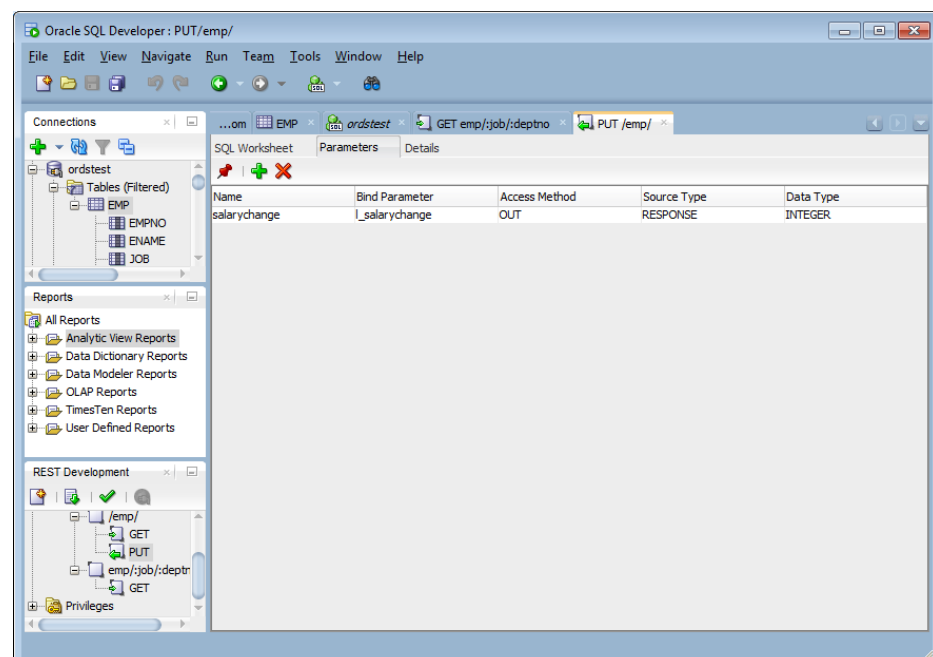 Oracle SQL Developer : PUT/emp/
File Edit View Navigate Run Team Tools Window Help
Connections
ordstest
Tables (Filtered)
EMP
EMPNO
ENAME
JOB
Reports
All Reports
Analytic View Reports
Data Dictionary Reports
Data Modeler Reports
OLAP Reports
TimesTen Reports
User Defined Reports
REST Development
/emp/
GET
PUT
emp/:job/:deptn
GET
Privileges
...om EMP ordstest GET emp/:job/:deptno PUT /emp/
SQL Worksheet Parameters Details
Name Bind Parameter Access Method Source Type Data Type
salarychange l_salarychange OUT RESPONSE INTEGER